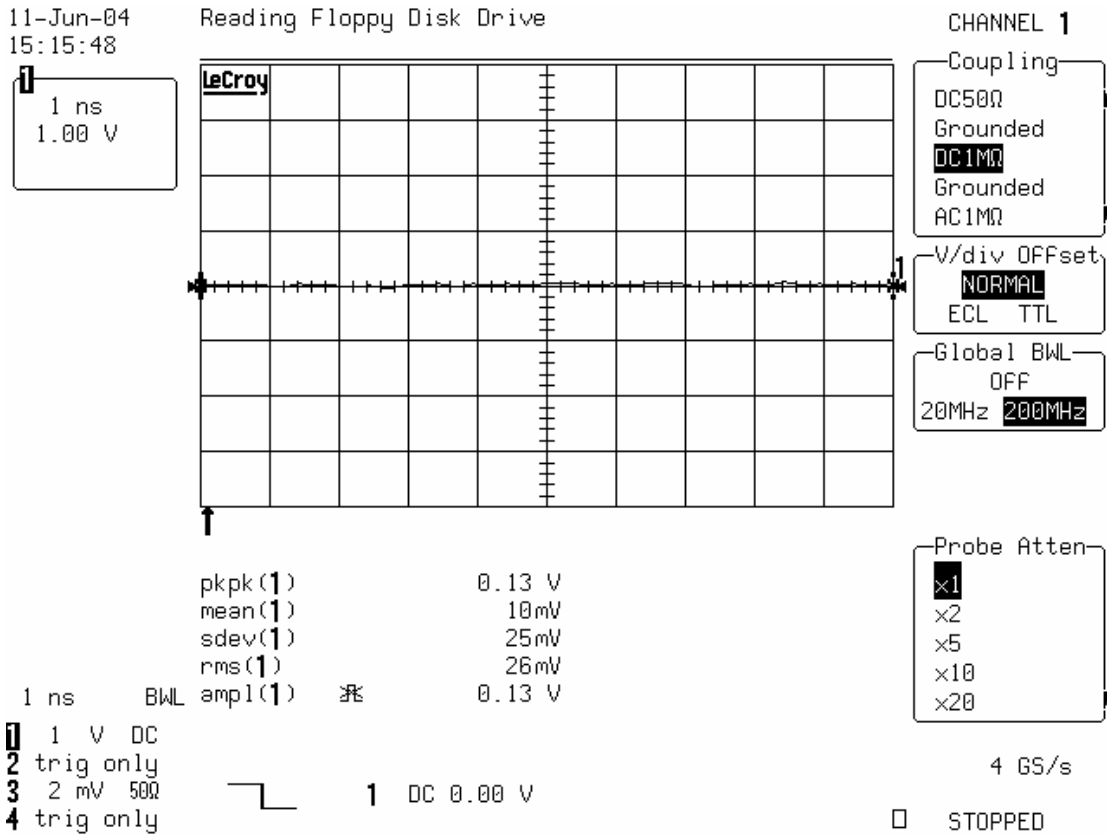 11-Jun-04
15:15:48
Reading Floppy Disk Drive
1
1 ns
1.00 V
LeCroy
1
CHANNEL 1
Coupling
DC50Ω
Grounded
DC1MΩ
Grounded
AC1MΩ
V/div OFFset
NORMAL
ECL TTL
Global BWL
OFF
20MHz 200MHz
Probe Atten
×1
×2
×5
×10
×20
pkpk(1) 0.13 V
mean(1) 10mV
sdev(1) 25mV
rms(1) 26mV
ampl(1) 0.13 V
1 ns BWL
1 1 V DC
2 trig only
3 2 mV 50Ω
4 trig only
1 DC 0.00 V
4 GS/s
STOPPED